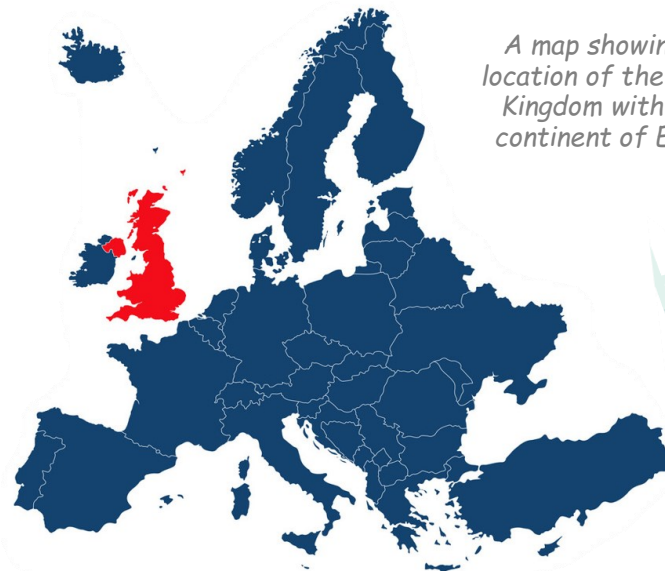 A map showin
location of the
Kingdom with
continent of E